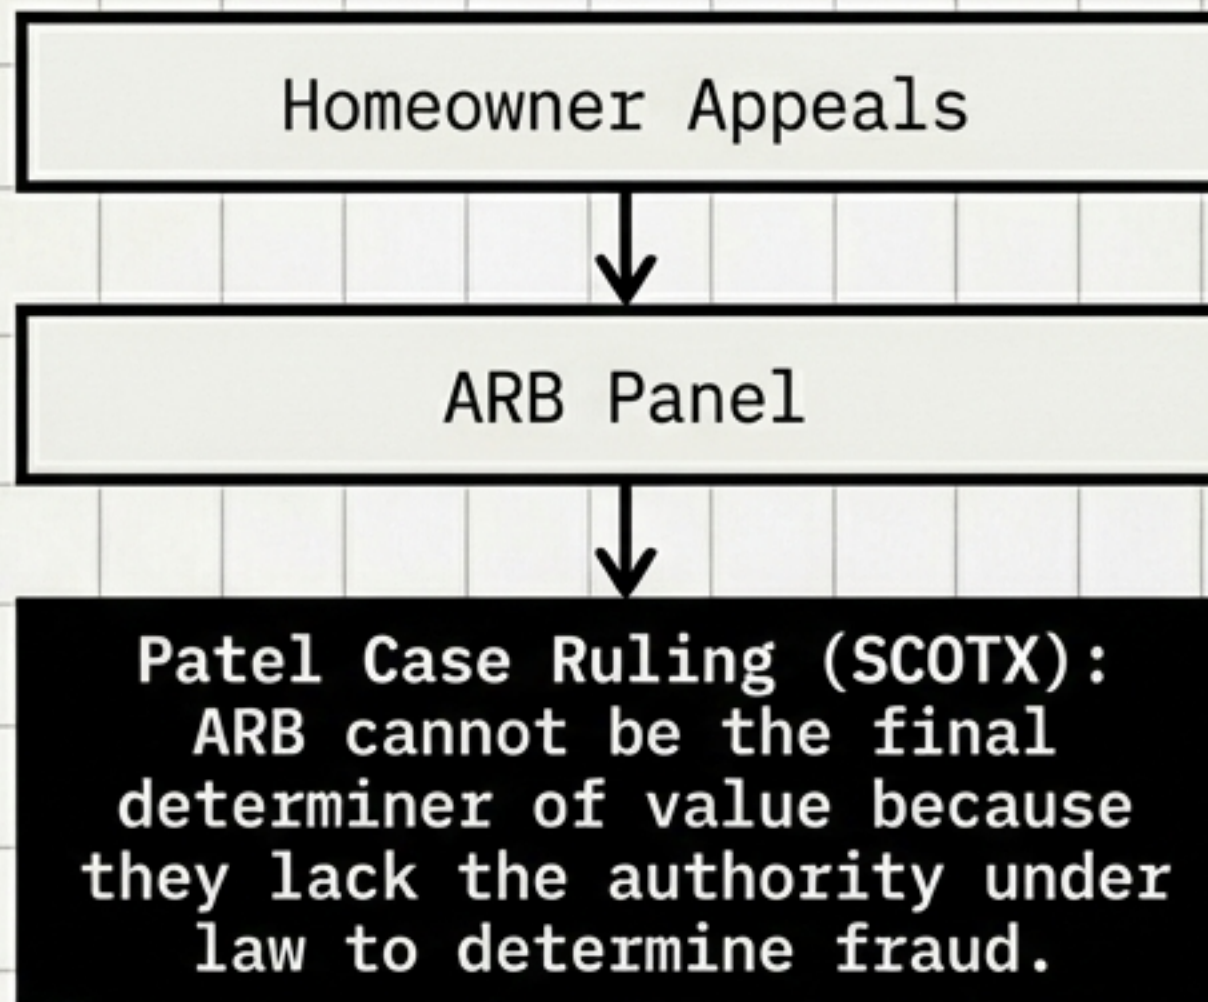 Homeowner Appeals
ARB Panel
Patel Case Ruling (SCOTX):
ARB cannot be the final
determiner of value because
they lack the authority under
law to determine fraud.